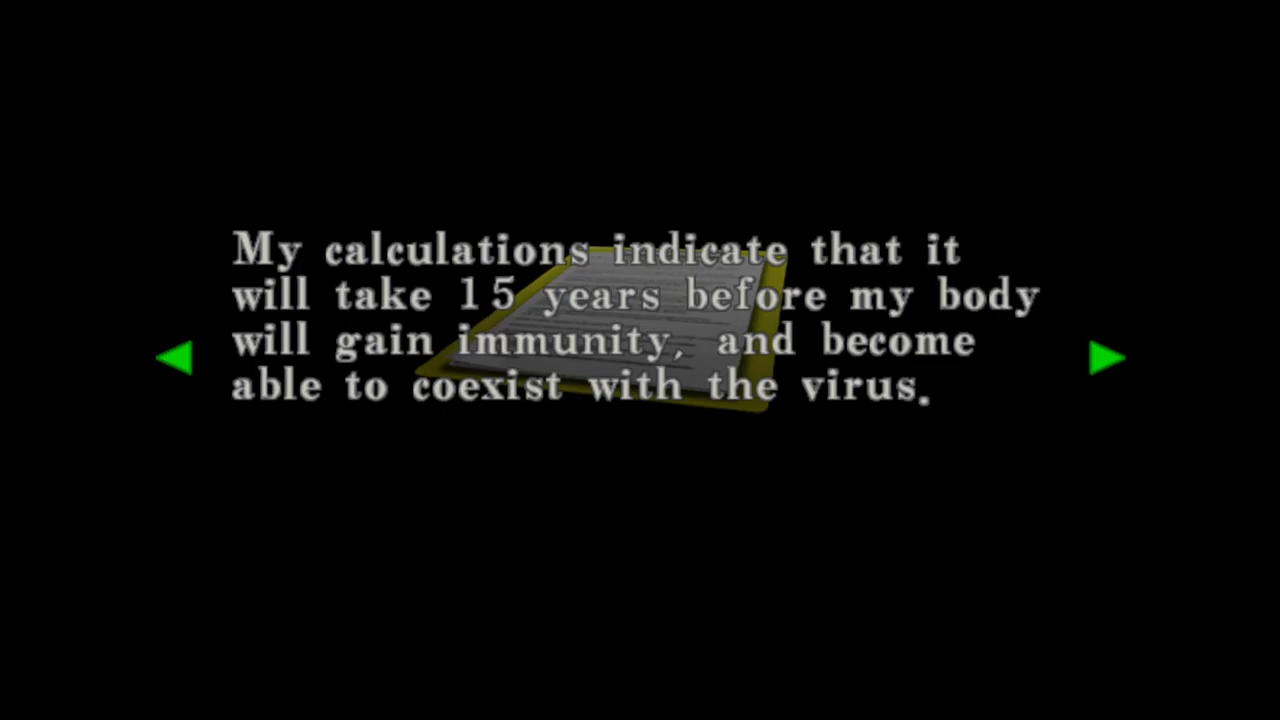 My calculations indicate that it
will take 15 years before my body
will gain immunity, and become
able to coexist with the virus.